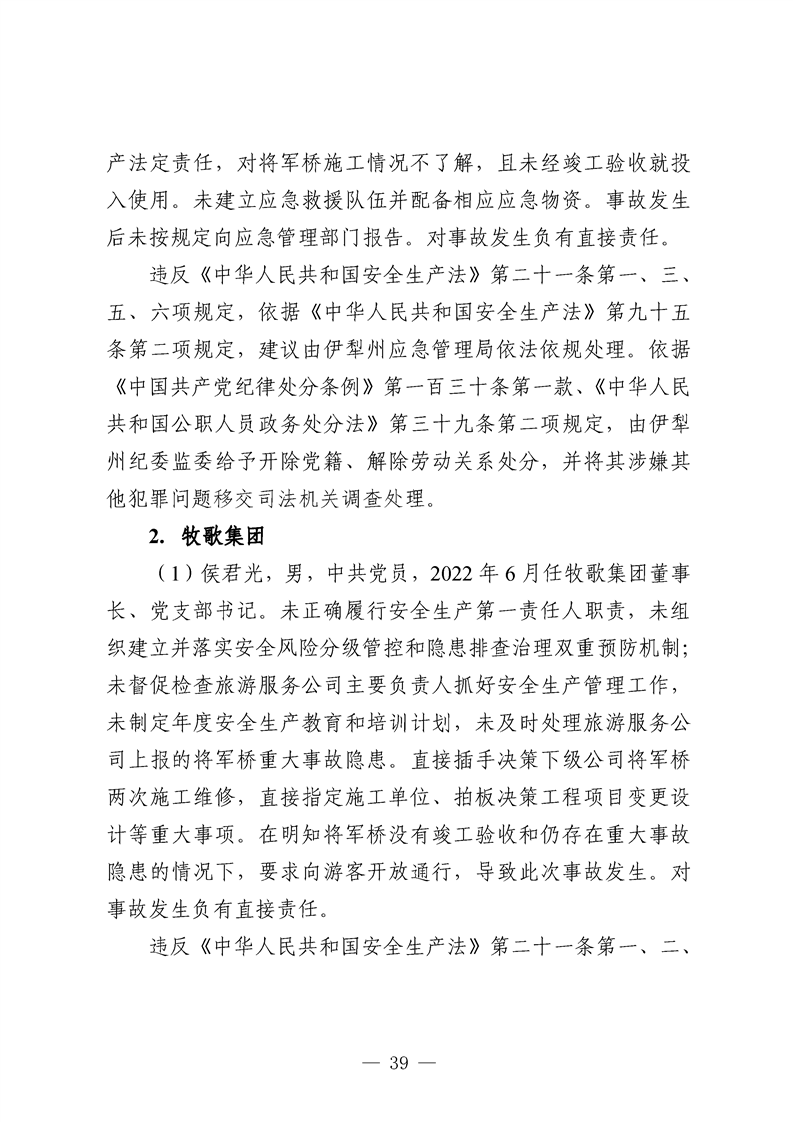 产法定责任，对将军桥施工情况不了解，且未经竣工验收就投
入使用。未建立应急救援队伍并配备相应应急物资。事故发生
后未按规定向应急管理部门报告。对事故发生负有直接责任。
违反《中华人民共和国安全生产法》第二十一条第一、三、
五、六项规定，依据《中华人民共和国安全生产法》第九十五
条第二项规定，建议由伊犁州应急管理局依法依规处理。依据
《中国共产党纪律处分条例》第一百三十条第一款、《中华人民
共和国公职人员政务处分法》第三十九条第二项规定，由伊犁
州纪委监委给予开除党籍、解除劳动关系处分，并将其涉嫌其
他犯罪问题移交司法机关调查处理。
2. 牧歌集团
（1）侯君光，男，中共党员，2022 年 6 月任牧歌集团董事
长、党支部书记。未正确履行安全生产第一责任人职责，未组
织建立并落实安全风险分级管控和隐患排查治理双重预防机制；
未督促检查旅游服务公司主要负责人抓好安全生产管理工作，
未制定年度安全生产教育和培训计划，未及时处理旅游服务公
司上报的将军桥重大事故隐患。直接插手决策下级公司将军桥
两次施工维修，直接指定施工单位、拍板决策工程项目变更设
计等重大事项。在明知将军桥没有竣工验收和仍存在重大事故
隐患的情况下，要求向游客开放通行，导致此次事故发生。对
事故发生负有直接责任。
违反《中华人民共和国安全生产法》第二十一条第一、二、
— 39 —